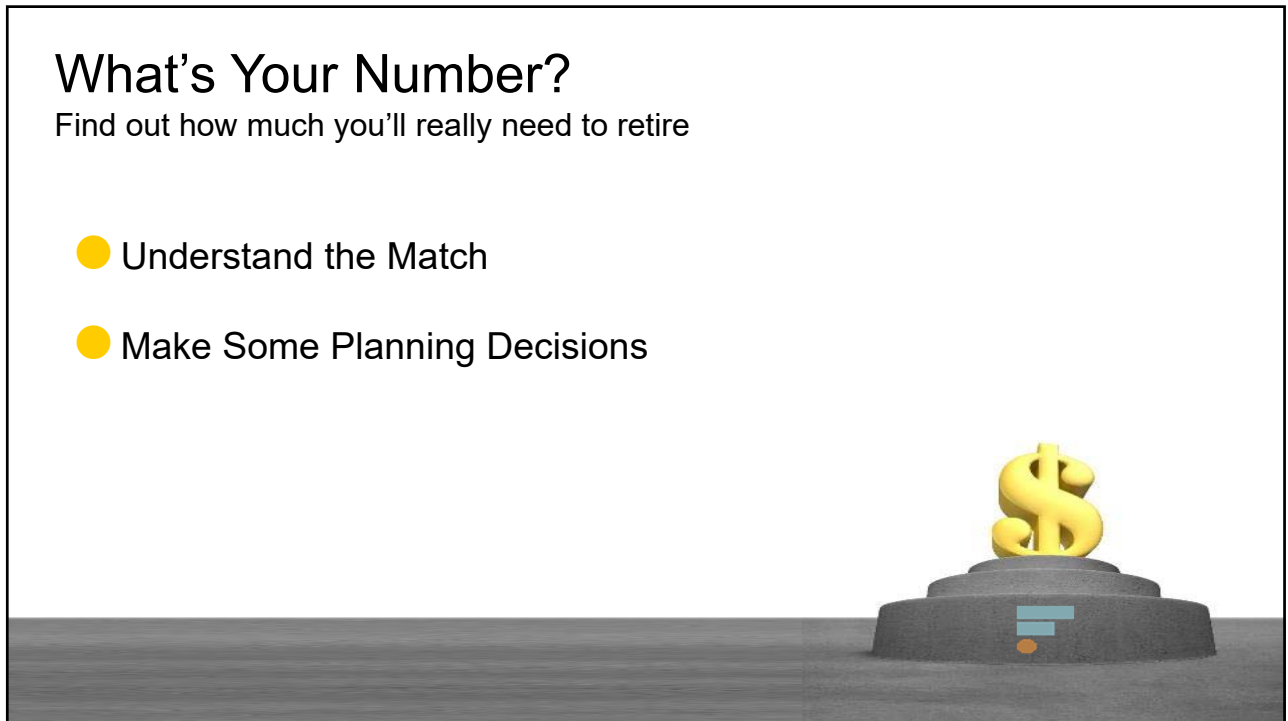 What’s Your Number?
Find out how much you’ll really need to retire
Understand the Match
Make Some Planning Decisions